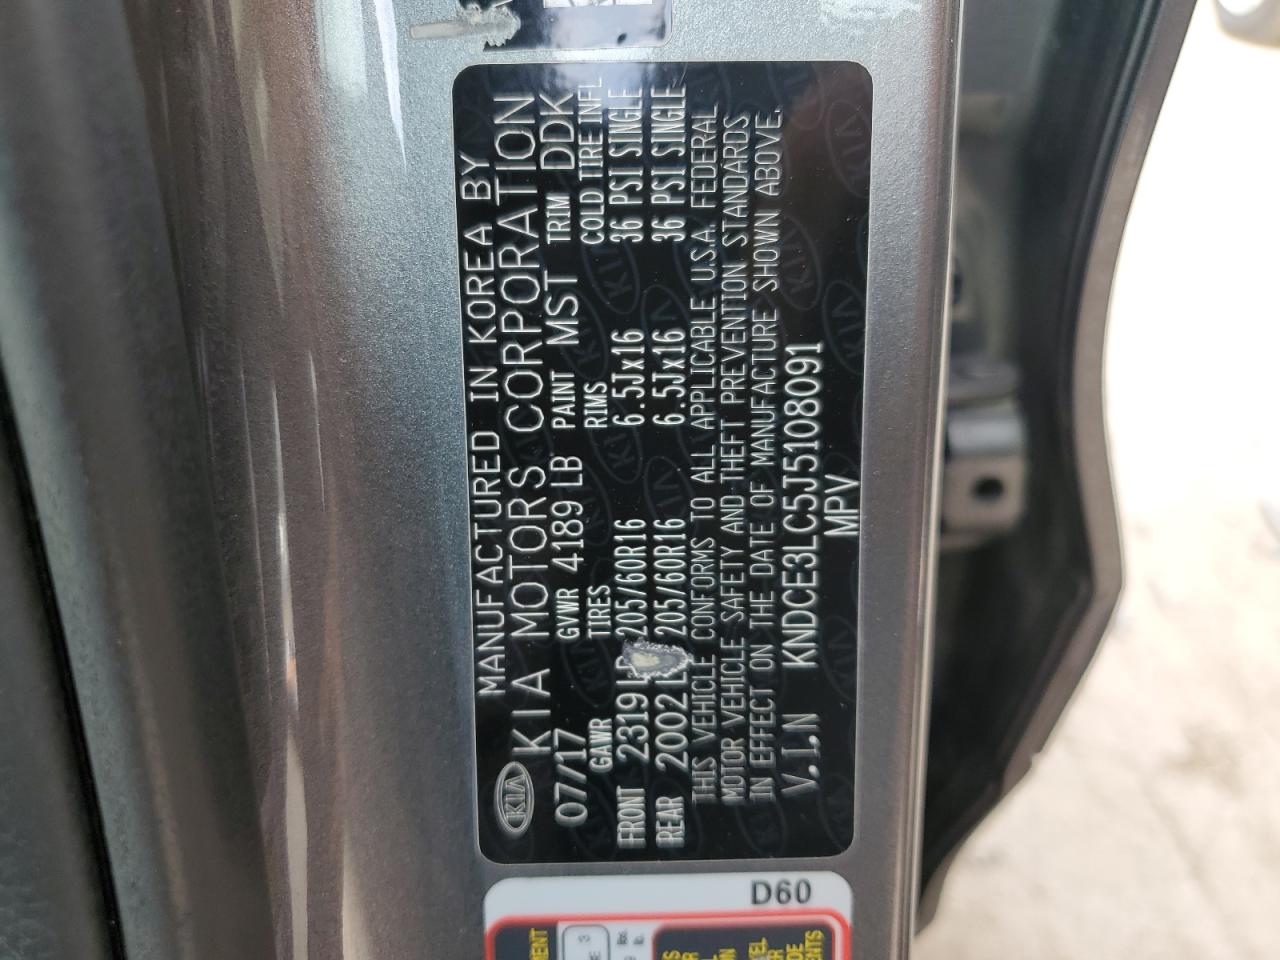 MANUFACTURED IN KOREA BY
KIA KIA MOTORS CORPORATION
07/17 GVWR 4189 LB PAINT MST TRIM DDK
GAWR TIRES RIMS COLD TIRE INFL
FRONT 2319 LB 205/60R16 6.5Jx16 36 PSI SINGLE
REAR 2002 205/60R16 6.5Jx16 36 PSI SINGLE
THIS VEHICLE CONFORMS TO ALL APPLICABLE U.S.A. FEDERAL
MOTOR VEHICLE SAFETY AND THEFT PREVENTION STANDARDS
IN EFFECT ON THE DATE OF MANUFACTURE SHOWN ABOVE.
V.I.N KNDCE3LC5J5108091
MPV
D60